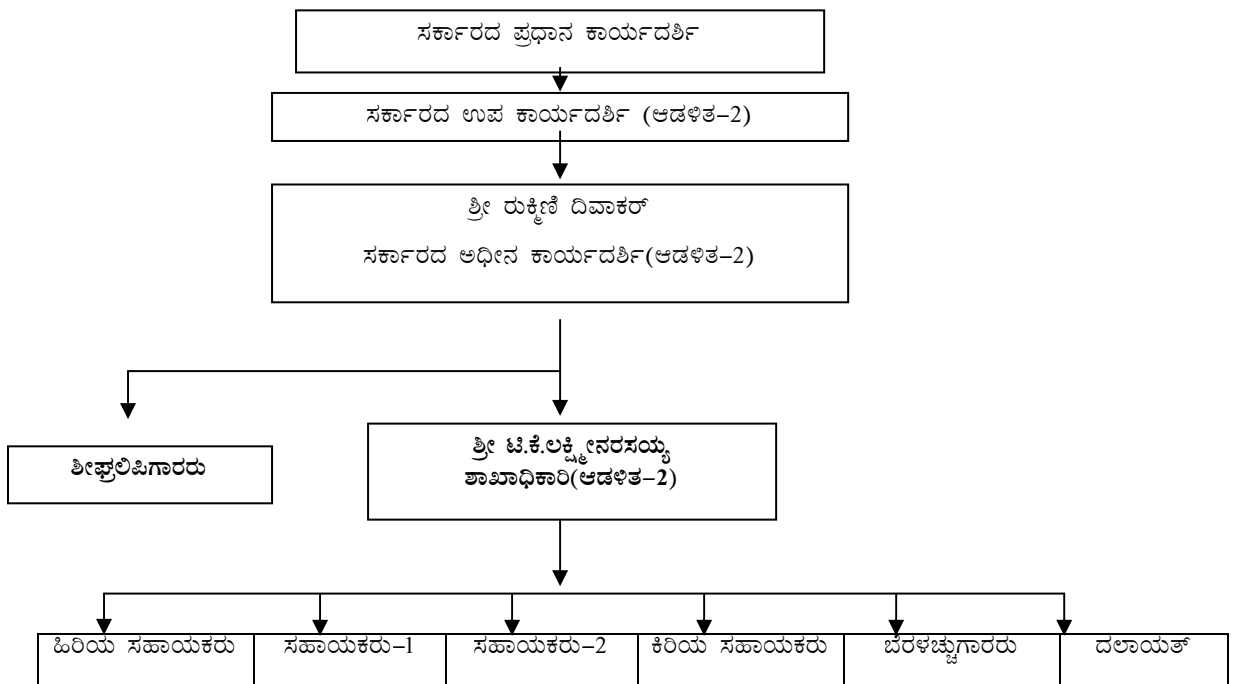 ಸರ್ಕಾರದ ಪ್ರಧಾನ ಕಾರ್ಯದರ್ಶಿ
ಸರ್ಕಾರದ ಉಪ ಕಾರ್ಯದರ್ಶಿ (ಆಡಳಿತ–2)
ಶ್ರೀ ರುಕ್ಮಿಣಿ ದಿವಾಕರ್
ಸರ್ಕಾರದ ಅಧೀನ ಕಾರ್ಯದರ್ಶಿ(ಆಡಳಿತ–2)
ಶೀಘ್ರಲಿಪಿಗಾರರು
ಶ್ರೀ ಟಿ.ಕೆ.ಲಕ್ಷ್ಮೀನರಸಯ್ಯ
ಶಾಖಾಧಿಕಾರಿ(ಆಡಳಿತ–2)
ಹಿರಿಯ ಸಹಾಯಕರು
ಸಹಾಯಕರು–1
ಸಹಾಯಕರು–2
ಕಿರಿಯ ಸಹಾಯಕರು
ಬೆರಳಚ್ಚುಗಾರರು
ದಲಾಯತ್